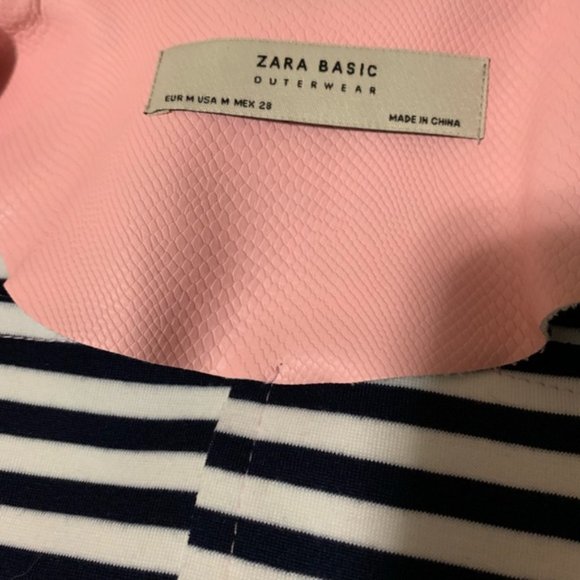 ZARA BASIC
OUTERWEAR
EUR M USA M MEX 28
MADE IN CHINA